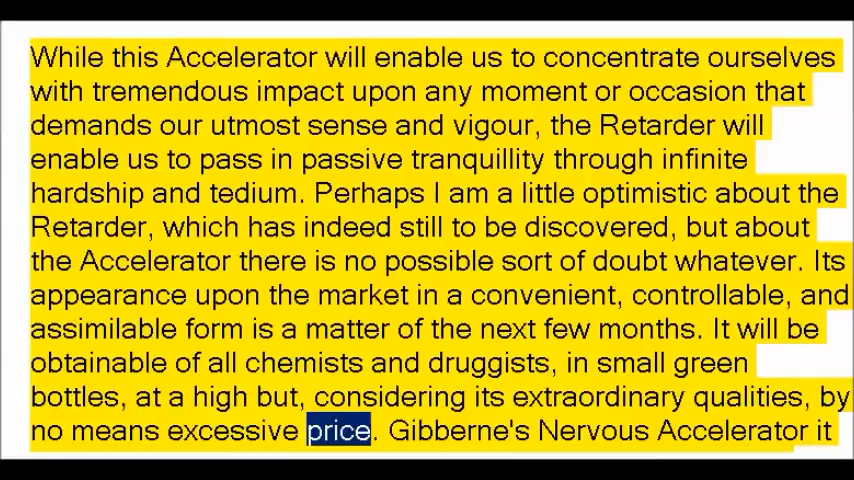 While this Accelerator will enable us to concentrate ourselves
with tremendous impact upon any moment or occasion that
demands our utmost sense and vigour, the Retarder will
enable us to pass in passive tranquillity through infinite
hardship and tedium. Perhaps I am a little optimistic about the
Retarder, which has indeed still to be discovered, but about
the Accelerator there is no possible sort of doubt whatever. Its
appearance upon the market in a convenient, controllable, and
assimilable form is a matter of the next few months. It will be
obtainable of all chemists and druggists, in small green
bottles, at a high but, considering its extraordinary qualities, by
no means excessive price. Gibberne's Nervous Accelerator it